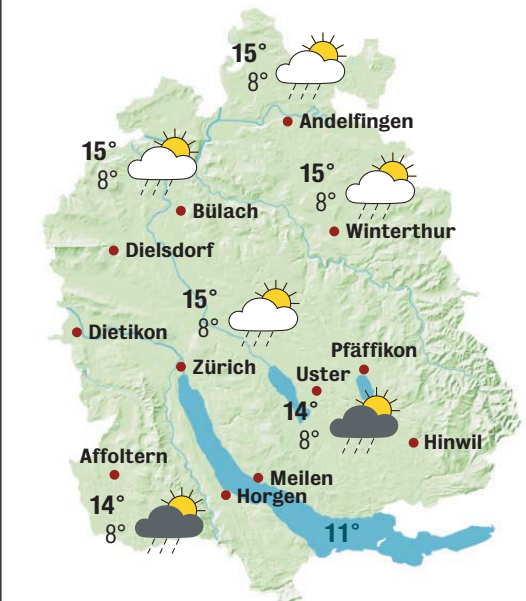 15°
8°
Andelfingen
15°
8°
15°
8°
Bülach
Winterthur
Dielsdorf
15°
8°
Dietikon
Pfäffikon
Zürich
Uster
14°
8°
Hinwil
Affoltern
Meilen
Horgen
14°
8°
11°